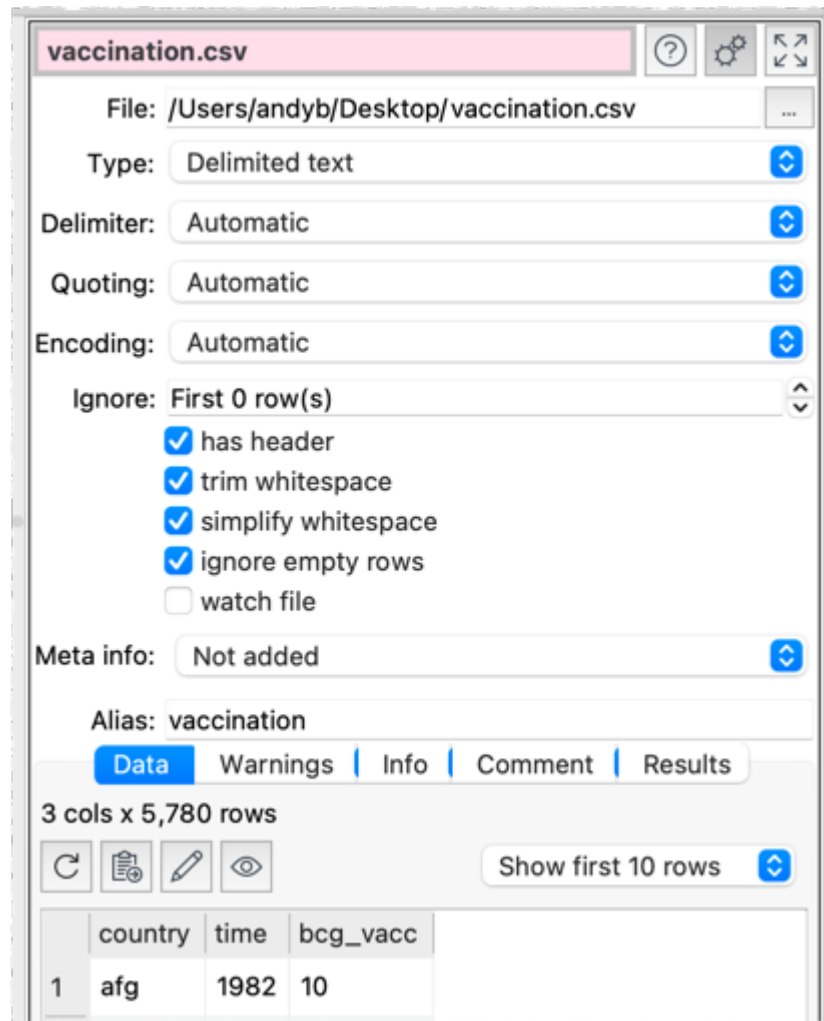 vaccination.csv
File: /Users/andyb/Desktop/vaccination.csv ...
Type: Delimited text
Delimiter: Automatic
Quoting: Automatic
Encoding: Automatic
Ignore: First 0 row(s)
has header
trim whitespace
simplify whitespace
ignore empty rows
watch file
Meta info: Not added
Alias: vaccination
Data Warnings Info Comment Results
3 cols x 5,780 rows
Show first 10 rows
country time bcg_vacc
1 afg 1982 10